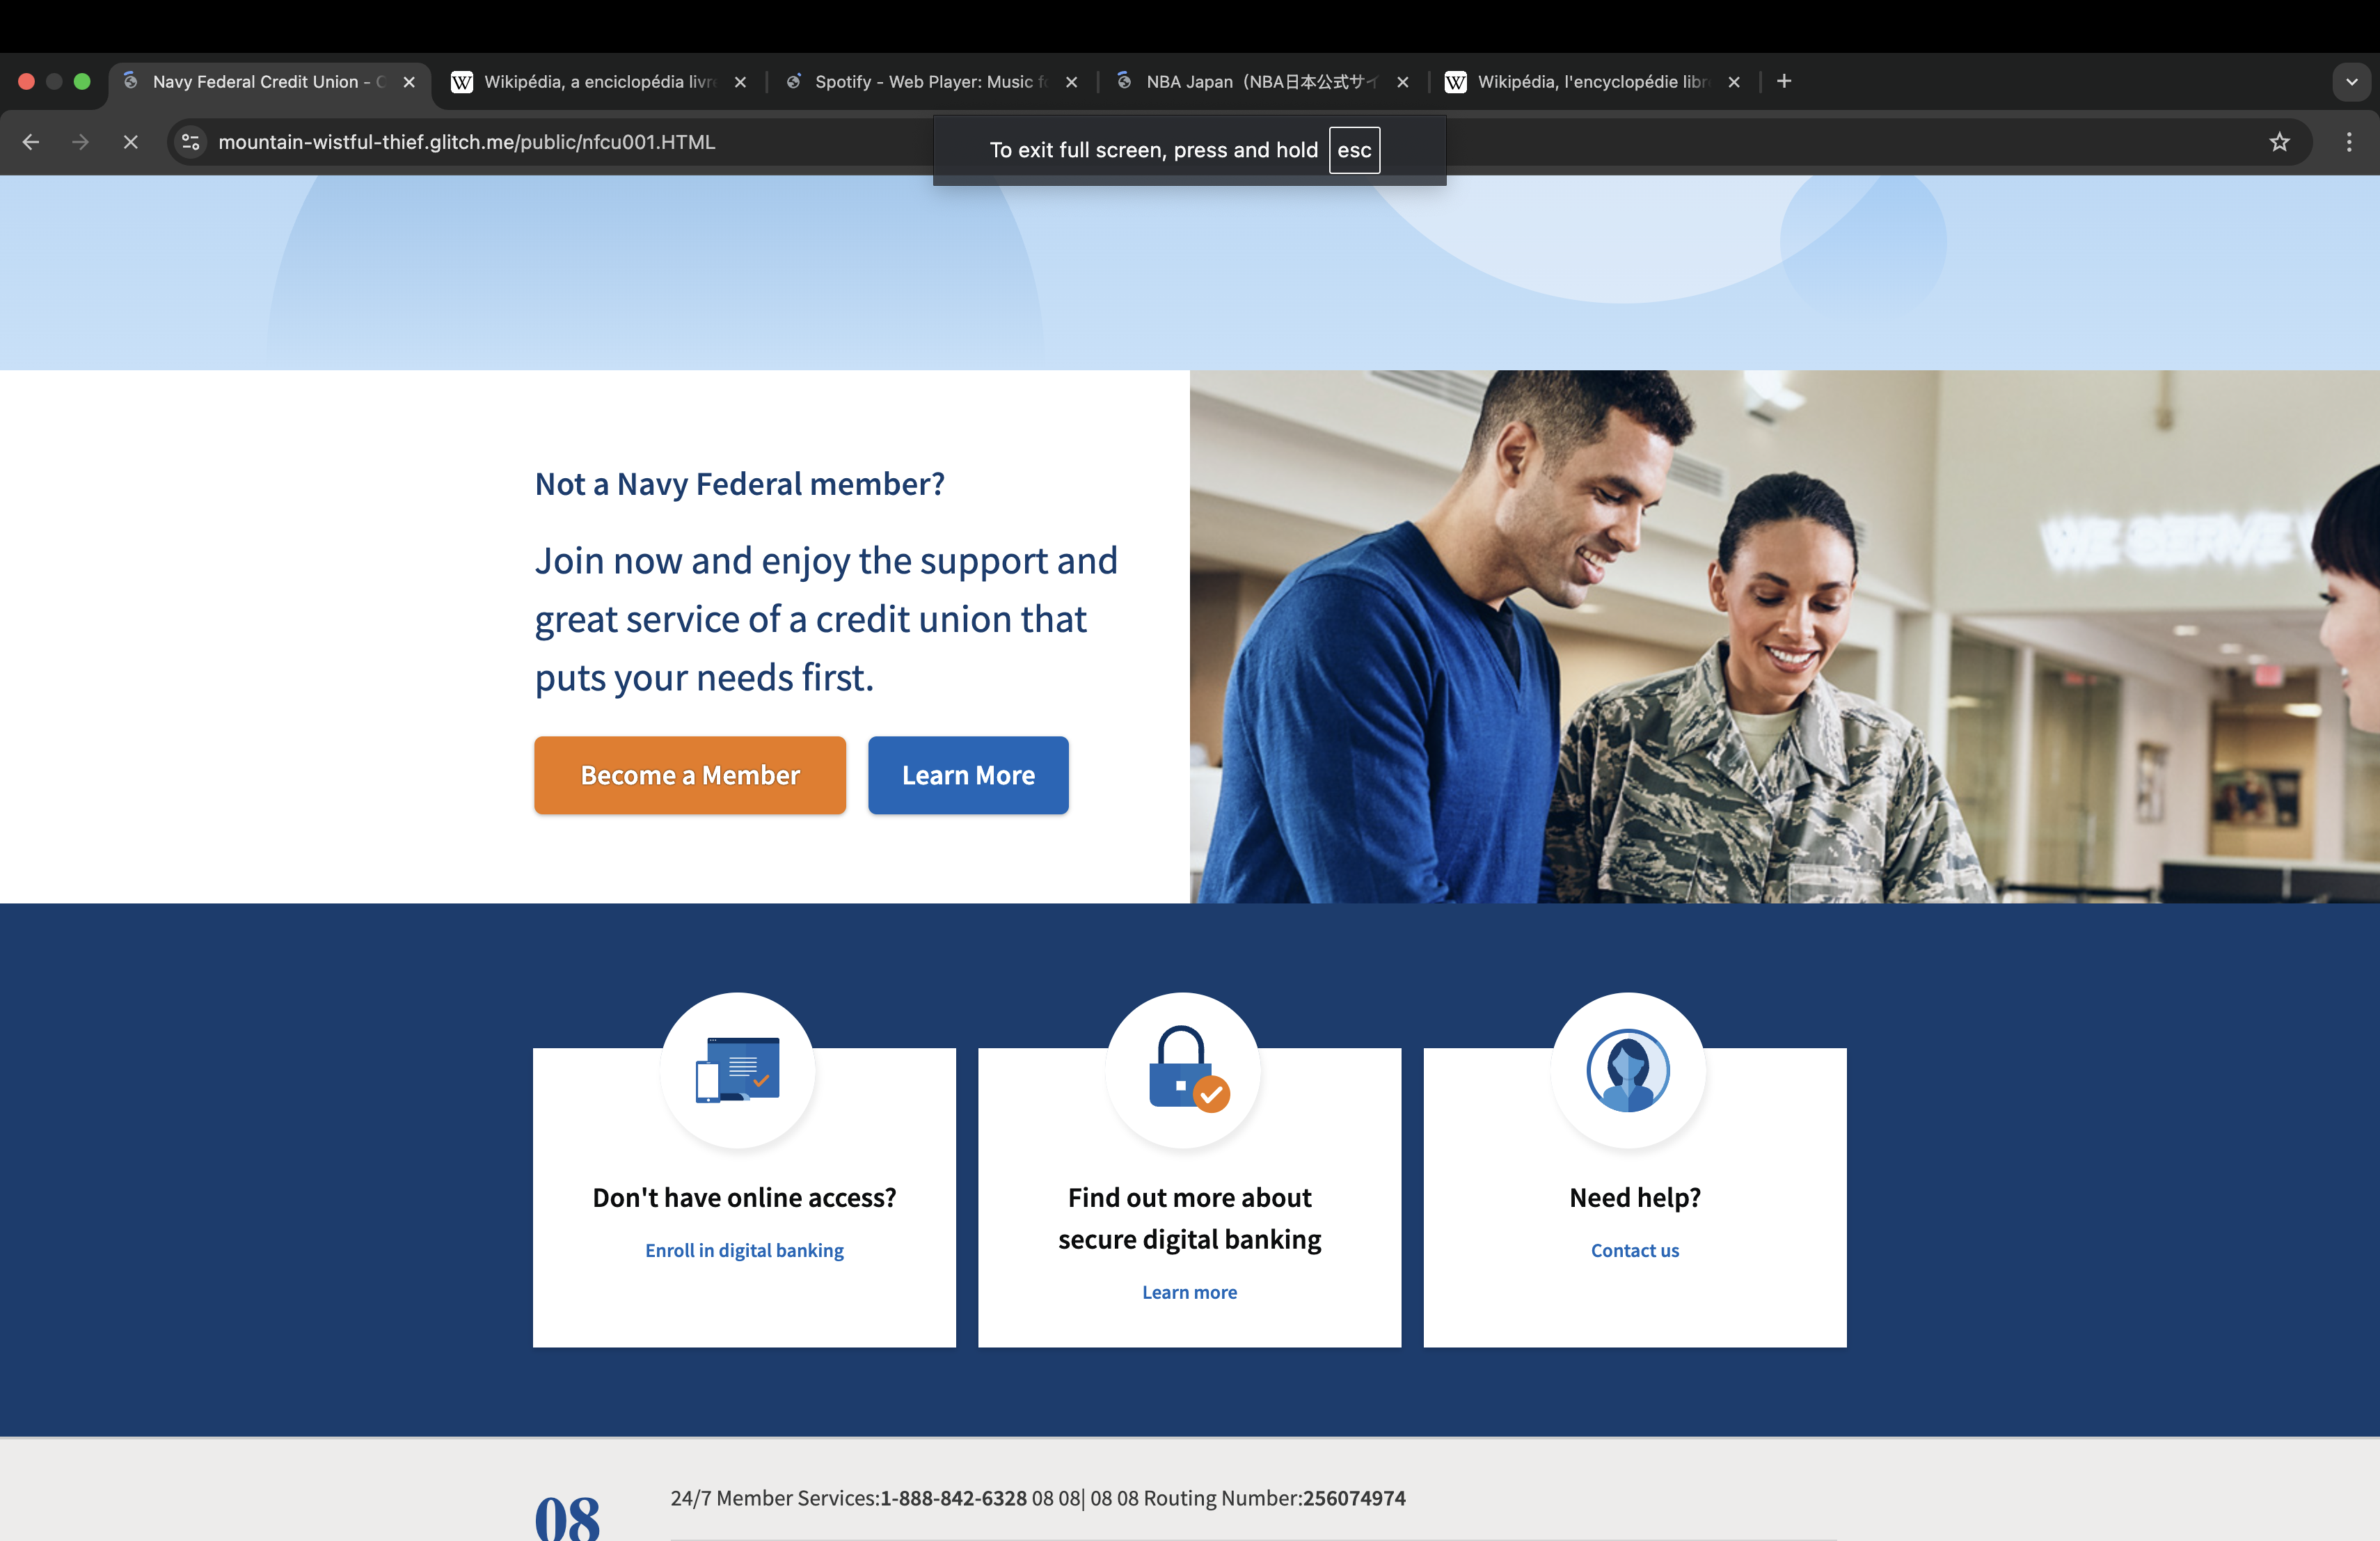 Navy Federal Credit Union -
Wikipédia, a enciclopédia livre
Spotify - Web Player: Music
NBA Japan（NBA日本公式サイ
Wikipédia, l'encyclopédie libr
mountain-wistful-thief.glitch.me/public/nfcu001.HTML
To exit full screen, press and hold esc
WE SERVE
Not a Navy Federal member?
Join now and enjoy the support and
great service of a credit union that
puts your needs first.
Become a Member
Learn More
Don't have online access?
Enroll in digital banking
Find out more about
secure digital banking
Learn more
Need help?
Contact us
08
24/7 Member Services:1-888-842-6328 08 08| 08 08 Routing Number:256074974